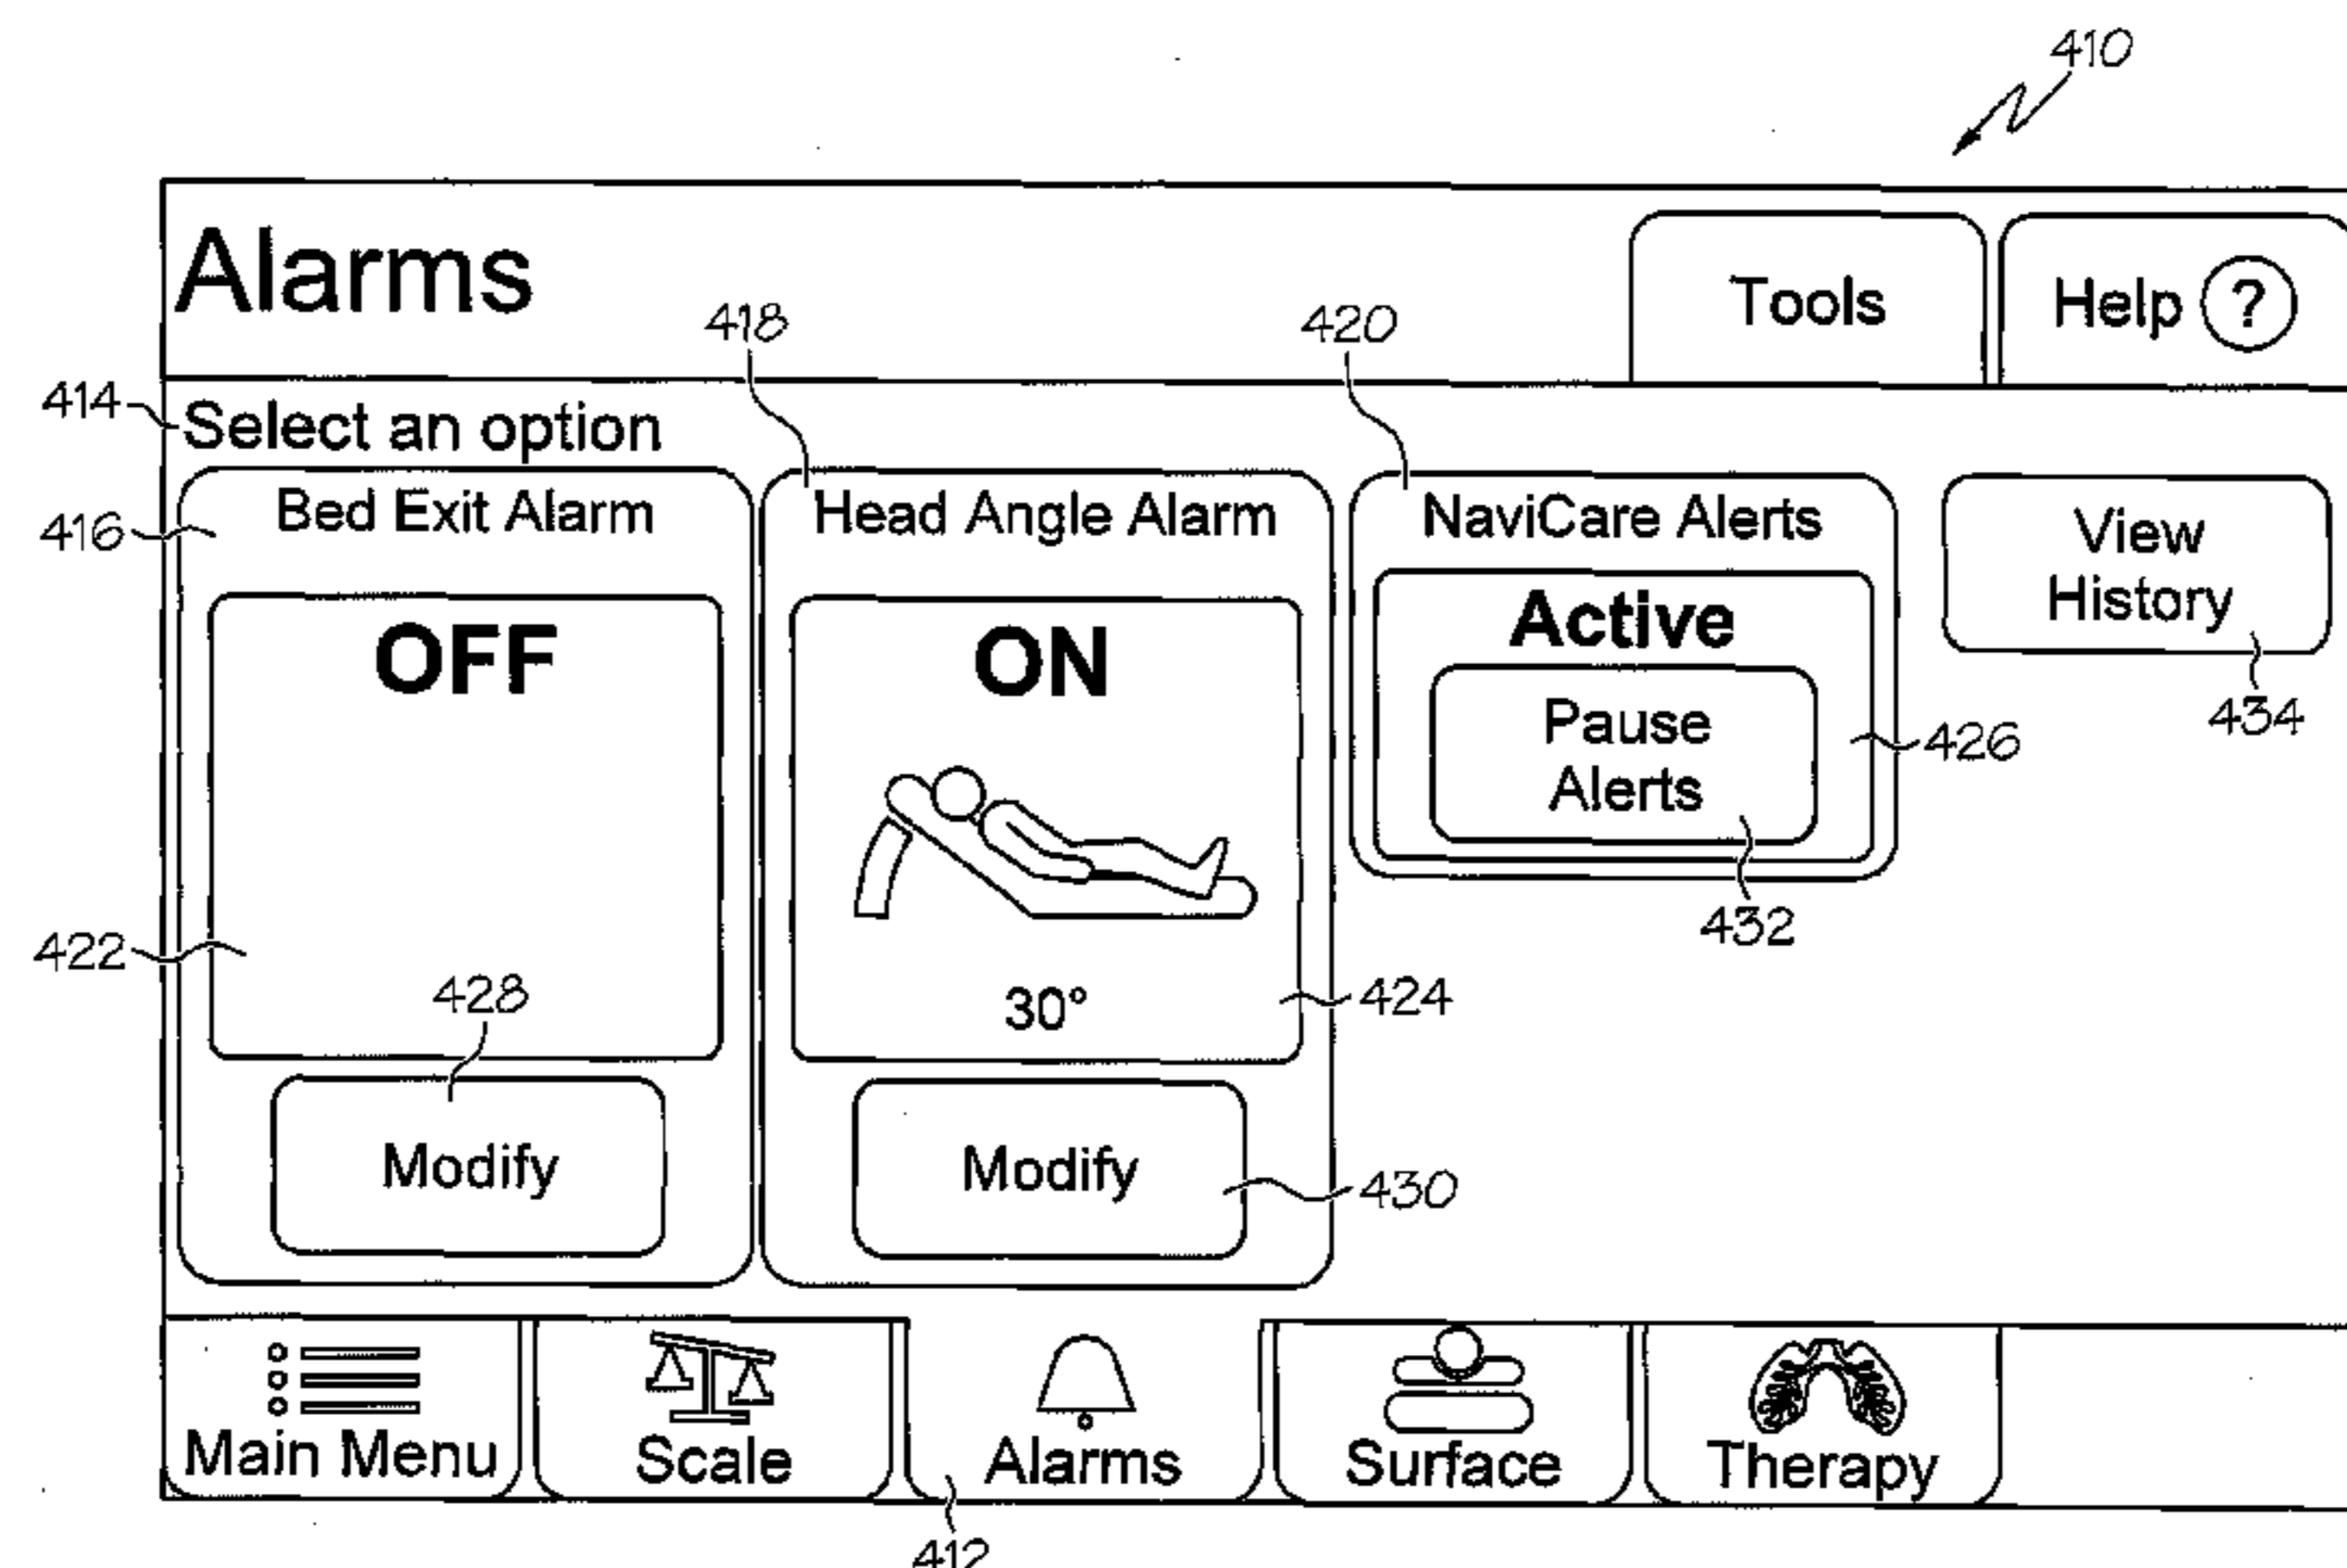 410
Alarms
Tools
Help ?
418
420
414
Select an option
416
Bed Exit Alarm
Head Angle Alarm
NaviCare Alerts
View
History
OFF
ON
Active
Pause
Alerts
434
426
432
422
428
30°
424
Modify
Modify
430
Main Menu
Scale
Alarms
Surface
Therapy
412